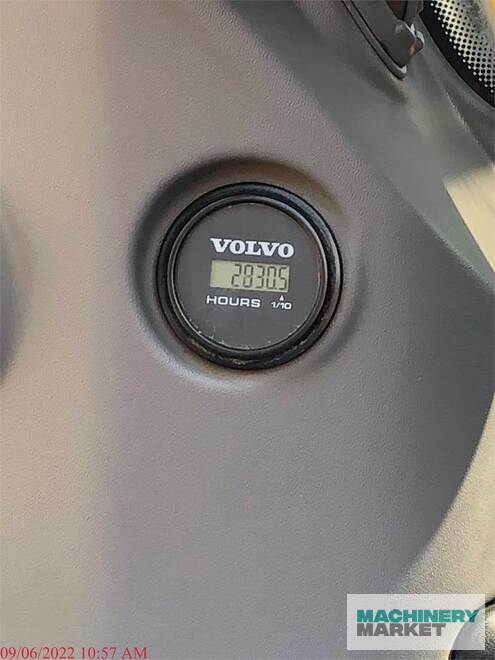 VOLVO
2830.5
HOURS 1/10
09/06/2022 10:57 AM
MACHINERY
MARKET